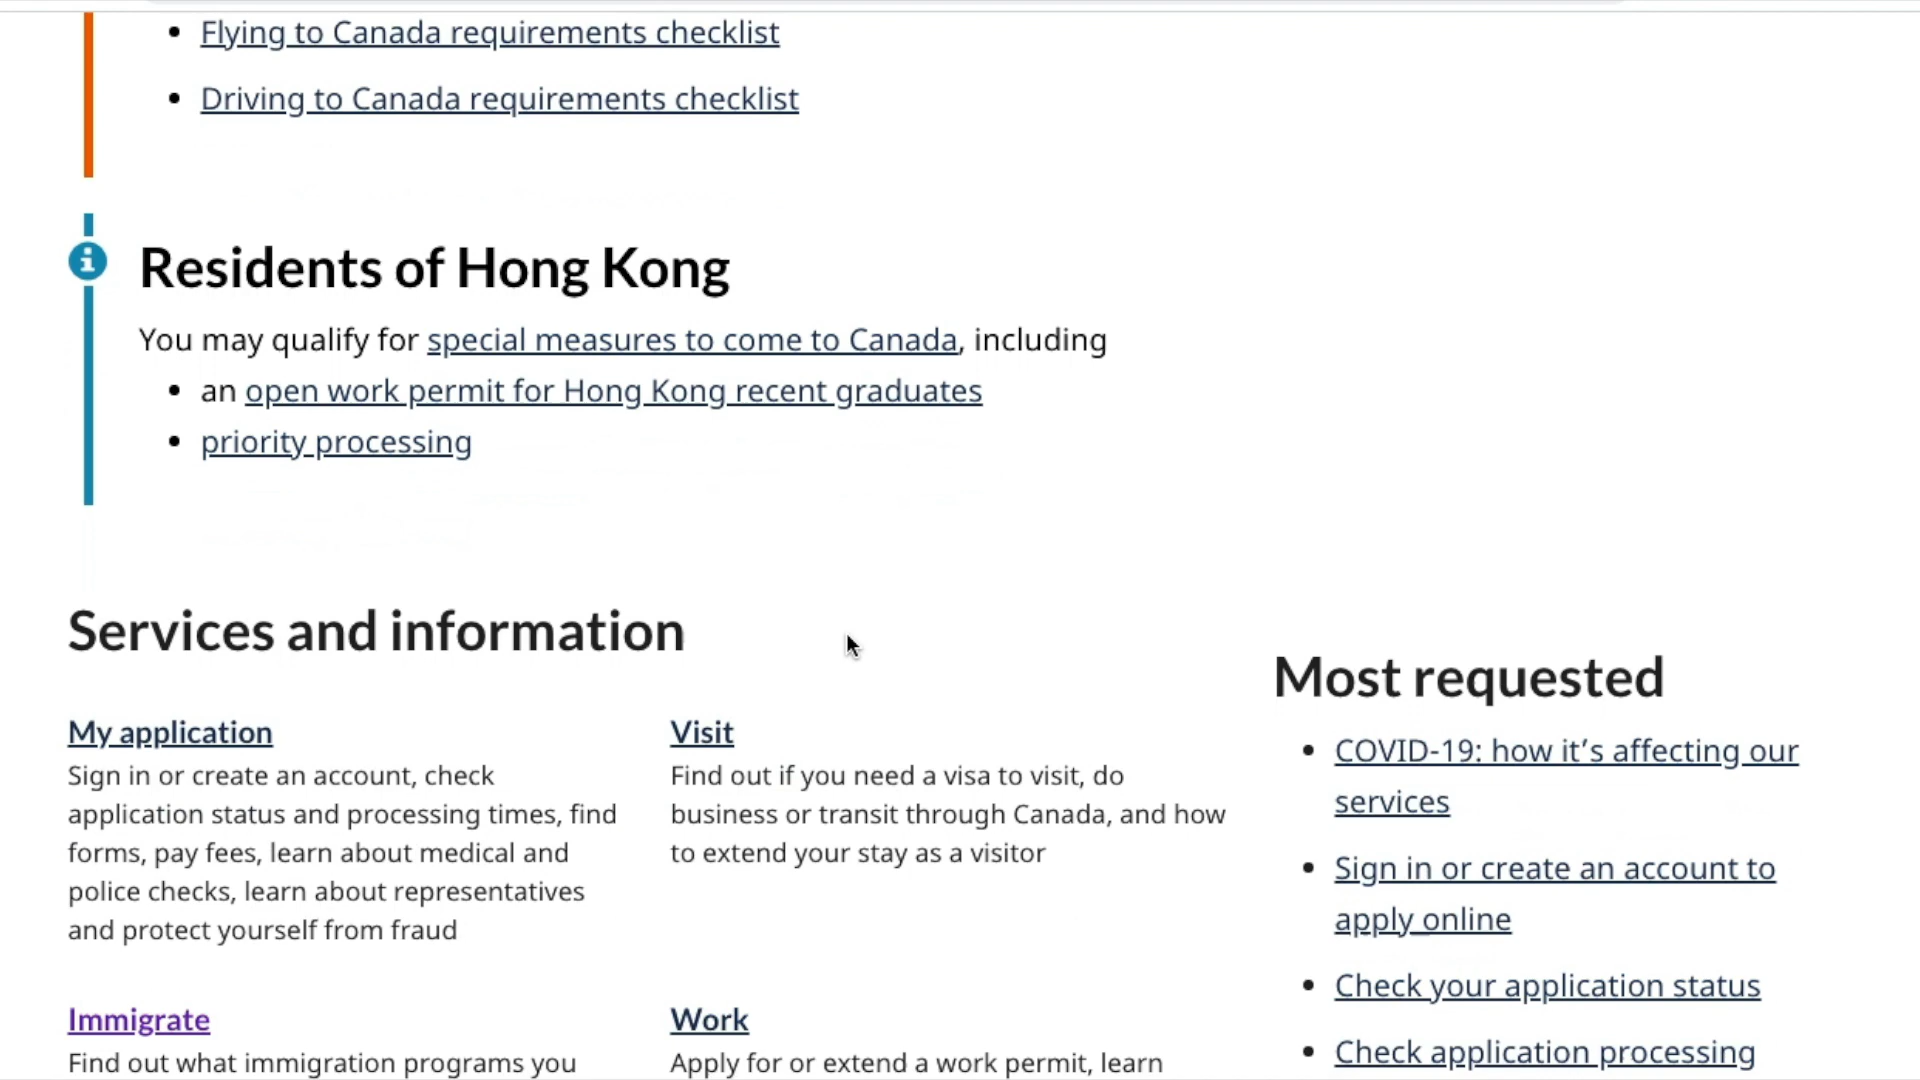 Flying to Canada requirements checklist
Driving to Canada requirements checklist
Residents of Hong Kong
You may qualify for special measures to come to Canada, including
an open work permit for Hong Kong recent graduates
priority processing
Services and information
My application
Sign in or create an account, check
application status and processing times, find
forms, pay fees, learn about medical and
police checks, learn about representatives
and protect yourself from fraud
Visit
Find out if you need a visa to visit, do
business or transit through Canada, and how
to extend your stay as a visitor
Immigrate
Find out what immigration programs you
Work
Apply for or extend a work permit, learn
Most requested
COVID-19: how it’s affecting our
services
Sign in or create an account to
apply online
Check your application status
Check application processing